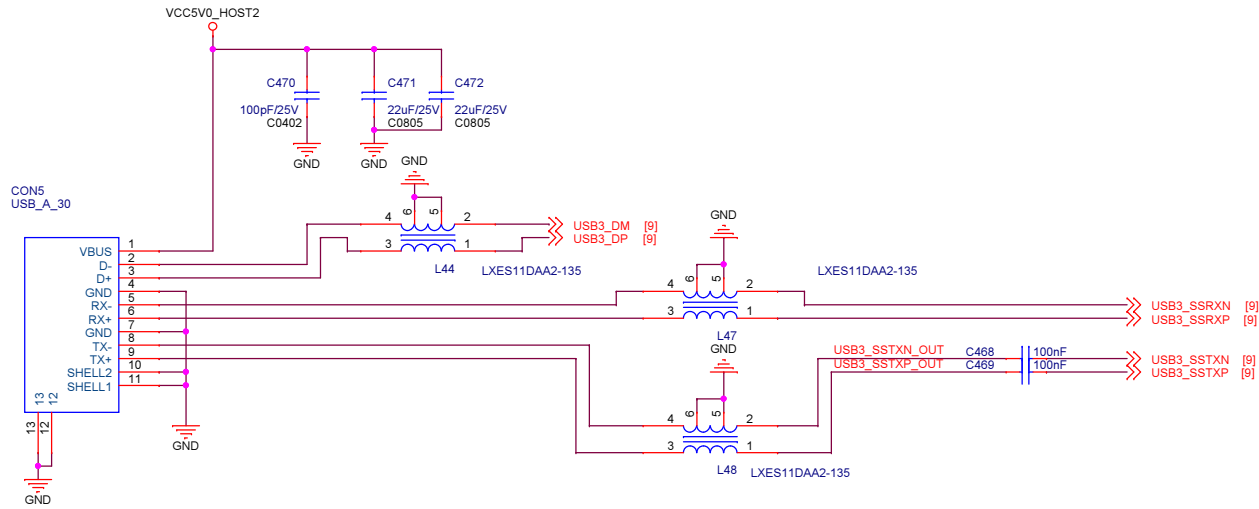 VCC5V0_HOST2
C470
C471
C472
100pF/25V
22uF/25V
22uF/25V
C0402
C0805
C0805
GND
GND
GND
CON5
USB_A_30
4
6
5
2
USB3_DM [9]
3
1
USB3_DP [9]
L44
LXES11DAA2-135
GND
VBUS
1
D-
2
D+
3
GND
4
RX-
5
RX+
6
GND
7
TX-
8
TX+
9
SHELL2
10
SHELL1
11
13
12
13
12
GND
GND
4
6
5
2
LXES11DAA2-135
3
1
L47
USB3_SSRXN [9]
USB3_SSRXP [9]
GND
USB3_SSTXN_OUT
C468
100nF
USB3_SSTXN [9]
USB3_SSTXP_OUT
C469
100nF
USB3_SSTXP [9]
4
6
5
2
3
1
L48
LXES11DAA2-135